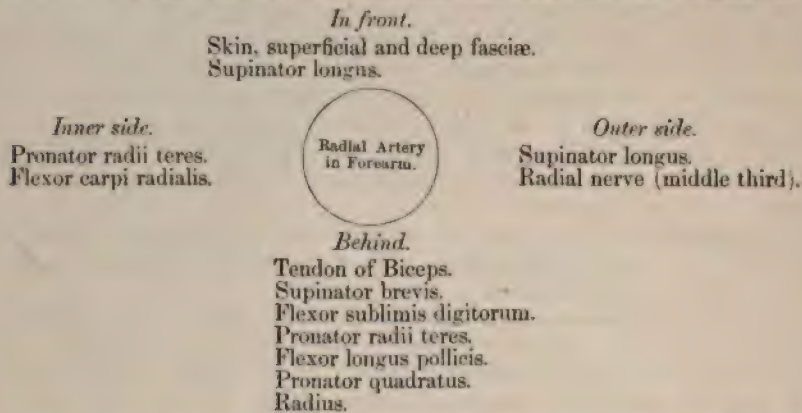 In front.
Skin, superficial and deep fasciæ.
Supinator longus.
Inner side.
Pronator radii teres.
Flexor carpi radialis.
Radial Artery
in Forearm.
Outer side.
Supinator longus.
Radial nerve (middle third).
Behind.
Tendon of Biceps.
Supinator brevis.
Flexor sublimis digitorum.
Pronator radii teres.
Flexor longus pollicis.
Pronator quadratus.
Radius.